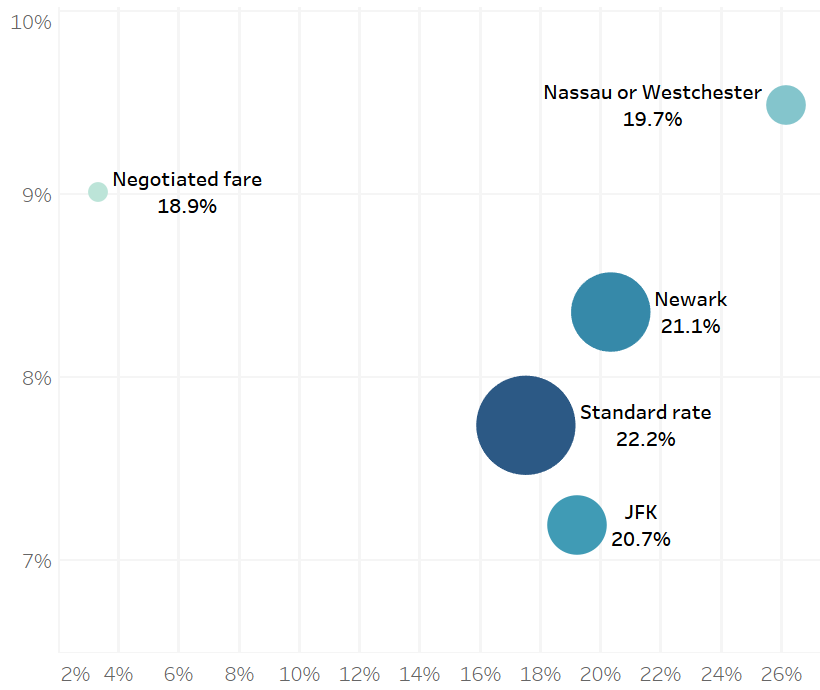 10%
Nassau or Westchester
19.7%
Negotiated fare
18.9%
9%
Newark
21.1%
8%
Standard rate
22.2%
JFK
20.7%
7%
2% 4% 6% 8% 10% 12% 14% 16% 18% 20% 22% 24% 26%